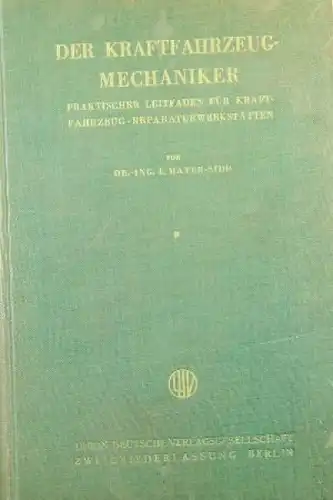 DER KRAFTFAHRZEUG-
MECHANIKER
PRAKTISCHER LEITFADEN FÜR KRAFT-
FAHRZEUG-REPARATURWERKSTÄTTEN
VON
DR.-ING. E. MAYER-SIDD
UNION DEUTSCHE VERLAGSGESELLSCHAFT
ZWEIGNIEDERLASSUNG BERLIN